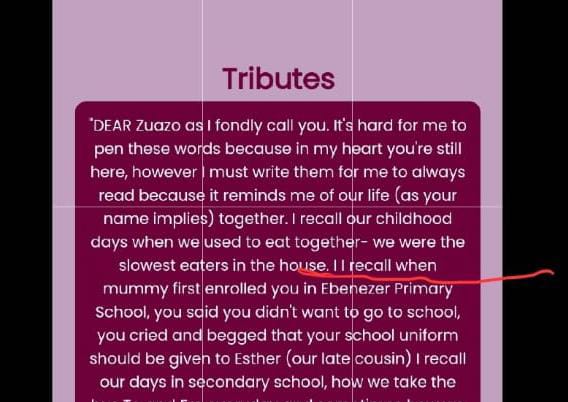 Tributes
"DEAR Zuazo as I fondly call you. It's hard for me to
pen these words because in my heart you're still
here, however I must write them for me to always
read because it reminds me of our life (as your
name implies) together. I recall our childhood
days when we used to eat together- we were the
slowest eaters in the house. I I recall when
mummy first enrolled you in Ebenezer Primary
School, you said you didn't want to go to school,
you cried and begged that your school uniform
should be given to Esther (our late cousin) I recall
our days in secondary school, how we take the